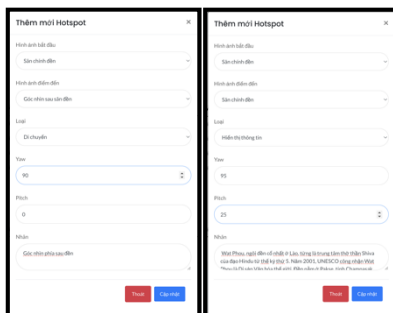 Thêm mới Hotspot ×
Hình ảnh bắt đầu
Sân chính đền
Hình ảnh điểm đến
Góc nhìn sau sân đền
Loại
Di chuyển
Yaw
90
Pitch
0
Nhãn
Góc nhìn phía sau đền
Thoát Cập nhật
Thêm mới Hotspot ×
Hình ảnh bắt đầu
Sân chính đền
Hình ảnh điểm đến
Sân chính đền
Loại
Hiển thị thông tin
Yaw
95
Pitch
25
Nhãn
Wat Phou, ngôi đền cổ nhất ở Lào, từng là trung tâm thờ thần Shiva
của đạo Hindu từ thế kỷ thứ 5. Năm 2001, UNESCO công nhận Wat
Thoát Cập nhật